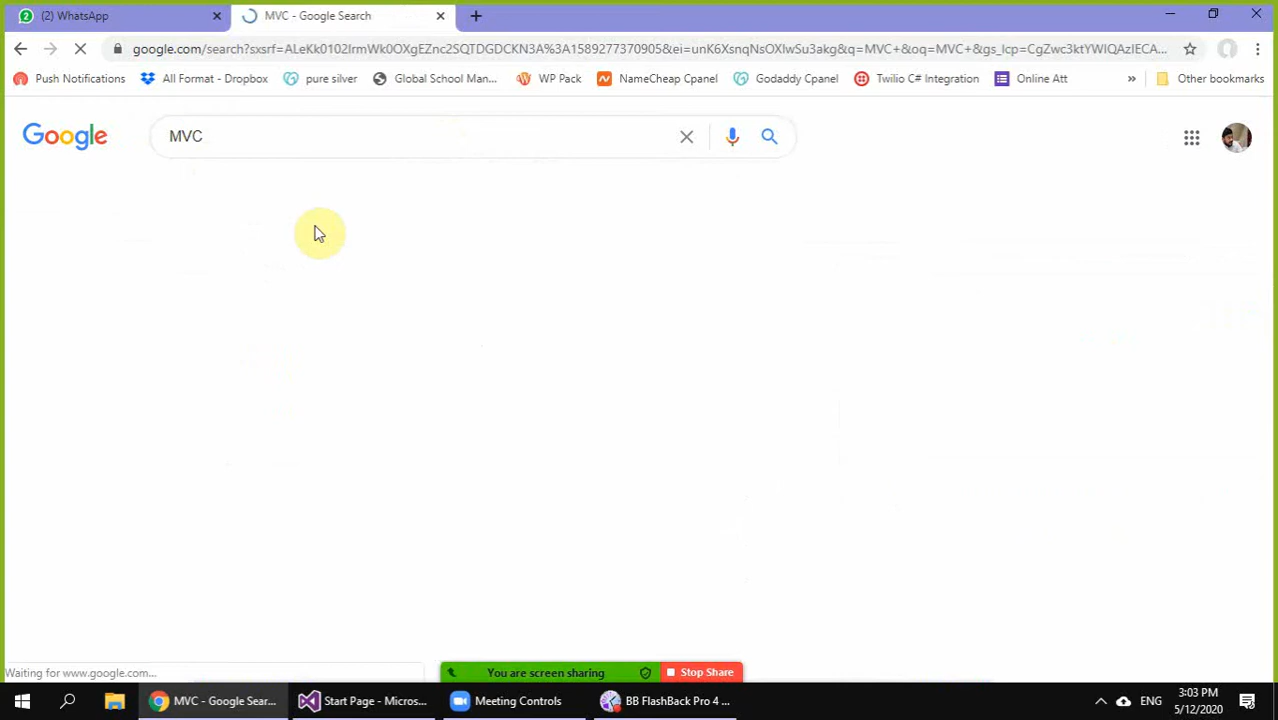 (2) WhatsApp
MVC - Google Search
google.com/search?sxsrf=ALeKk0102IrmWk0OXgEZnc2SQTDGDCKN3A%3A1589277370905&ei=unK6XsnqNsOXlwSu3akg&q=MVC+&oq=MVC+&gs_lcp=CgZwc3ktYWIQAzIECA...
Push Notifications
All Format - Dropbox
pure silver
Global School Man...
WP Pack
NameCheap Cpanel
Godaddy Cpanel
Twilio C# Integration
Online Att
»
Other bookmarks
Google
MVC
Waiting for www.google.com...
You are screen sharing
Stop Share
MVC - Google Sear...
Start Page - Micros...
Meeting Controls
BB FlashBack Pro 4 ...
ENG
3:03 PM
5/12/2020